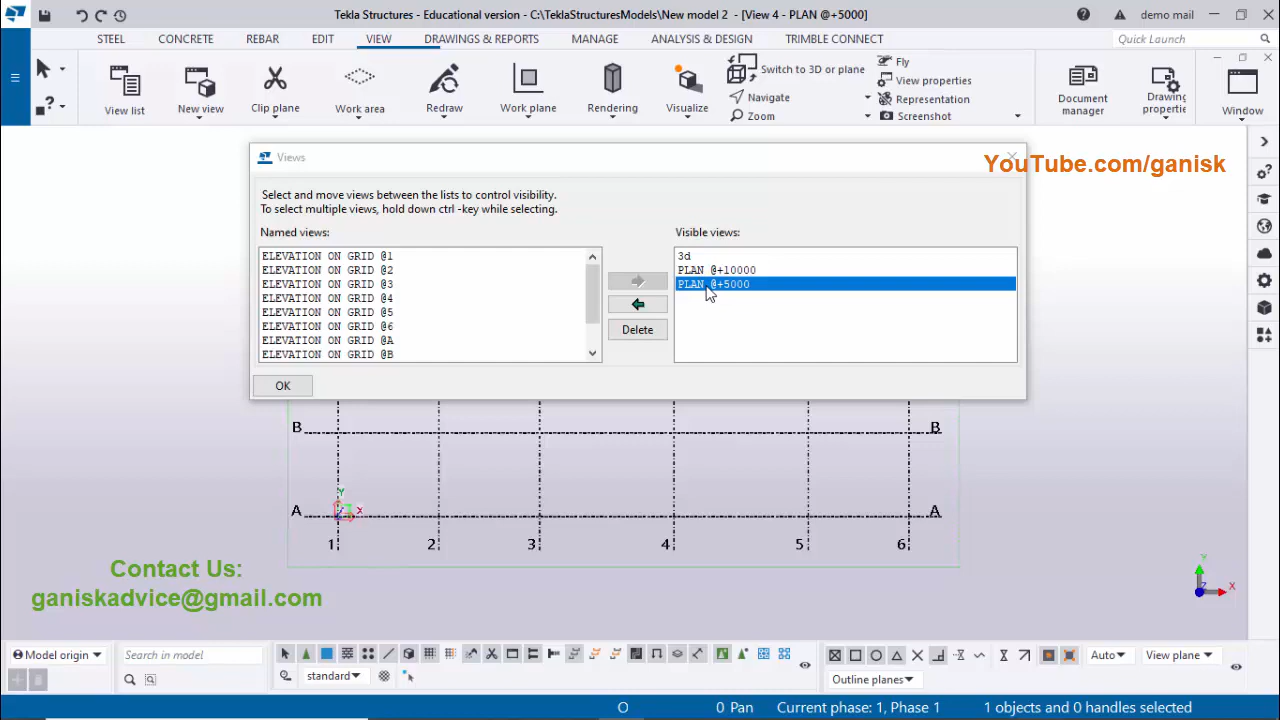 Tekla Structures - Educational version - C:\TeklaStructuresModels\New model 2 - [View 4 - PLAN @+5000]
demo mail
STEEL CONCRETE REBAR EDIT VIEW DRAWINGS & REPORTS MANAGE ANALYSIS & DESIGN TRIMBLE CONNECT
Quick Launch
View list
New view
Clip plane
Work area
Redraw
Work plane
Rendering
Visualize
Switch to 3D or plane
Navigate
Zoom
Fly
View properties
Representation
Screenshot
Document manager
Drawing propertie
Window
Views
YouTube.com/ganisk
Select and move views between the lists to control visibility.
To select multiple views, hold down ctrl -key while selecting.
Named views:
ELEVATION ON GRID @1
ELEVATION ON GRID @2
ELEVATION ON GRID @3
ELEVATION ON GRID @4
ELEVATION ON GRID @5
ELEVATION ON GRID @6
ELEVATION ON GRID @A
ELEVATION ON GRID @B
Delete
Visible views:
3d
PLAN @+10000
PLAN @+5000
OK
B B
A A
Y
X
1 2 3 4 5 6
Contact Us:
ganiskadvice@gmail.com
Y
Z
X
Model origin
Search in model
standard
Auto
View plane
Outline planes
O
0 Pan
Current phase: 1, Phase 1
1 objects and 0 handles selected